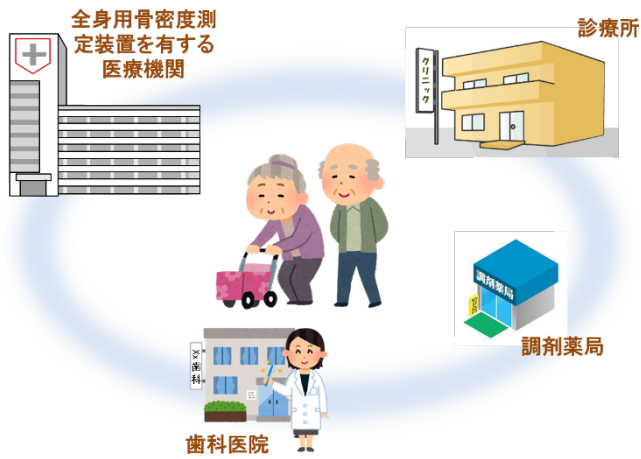 全身用骨密度測
定装置を有する
医療機関
診療所
クリニック
調剤薬局
調剤薬局
××歯科
歯科医院